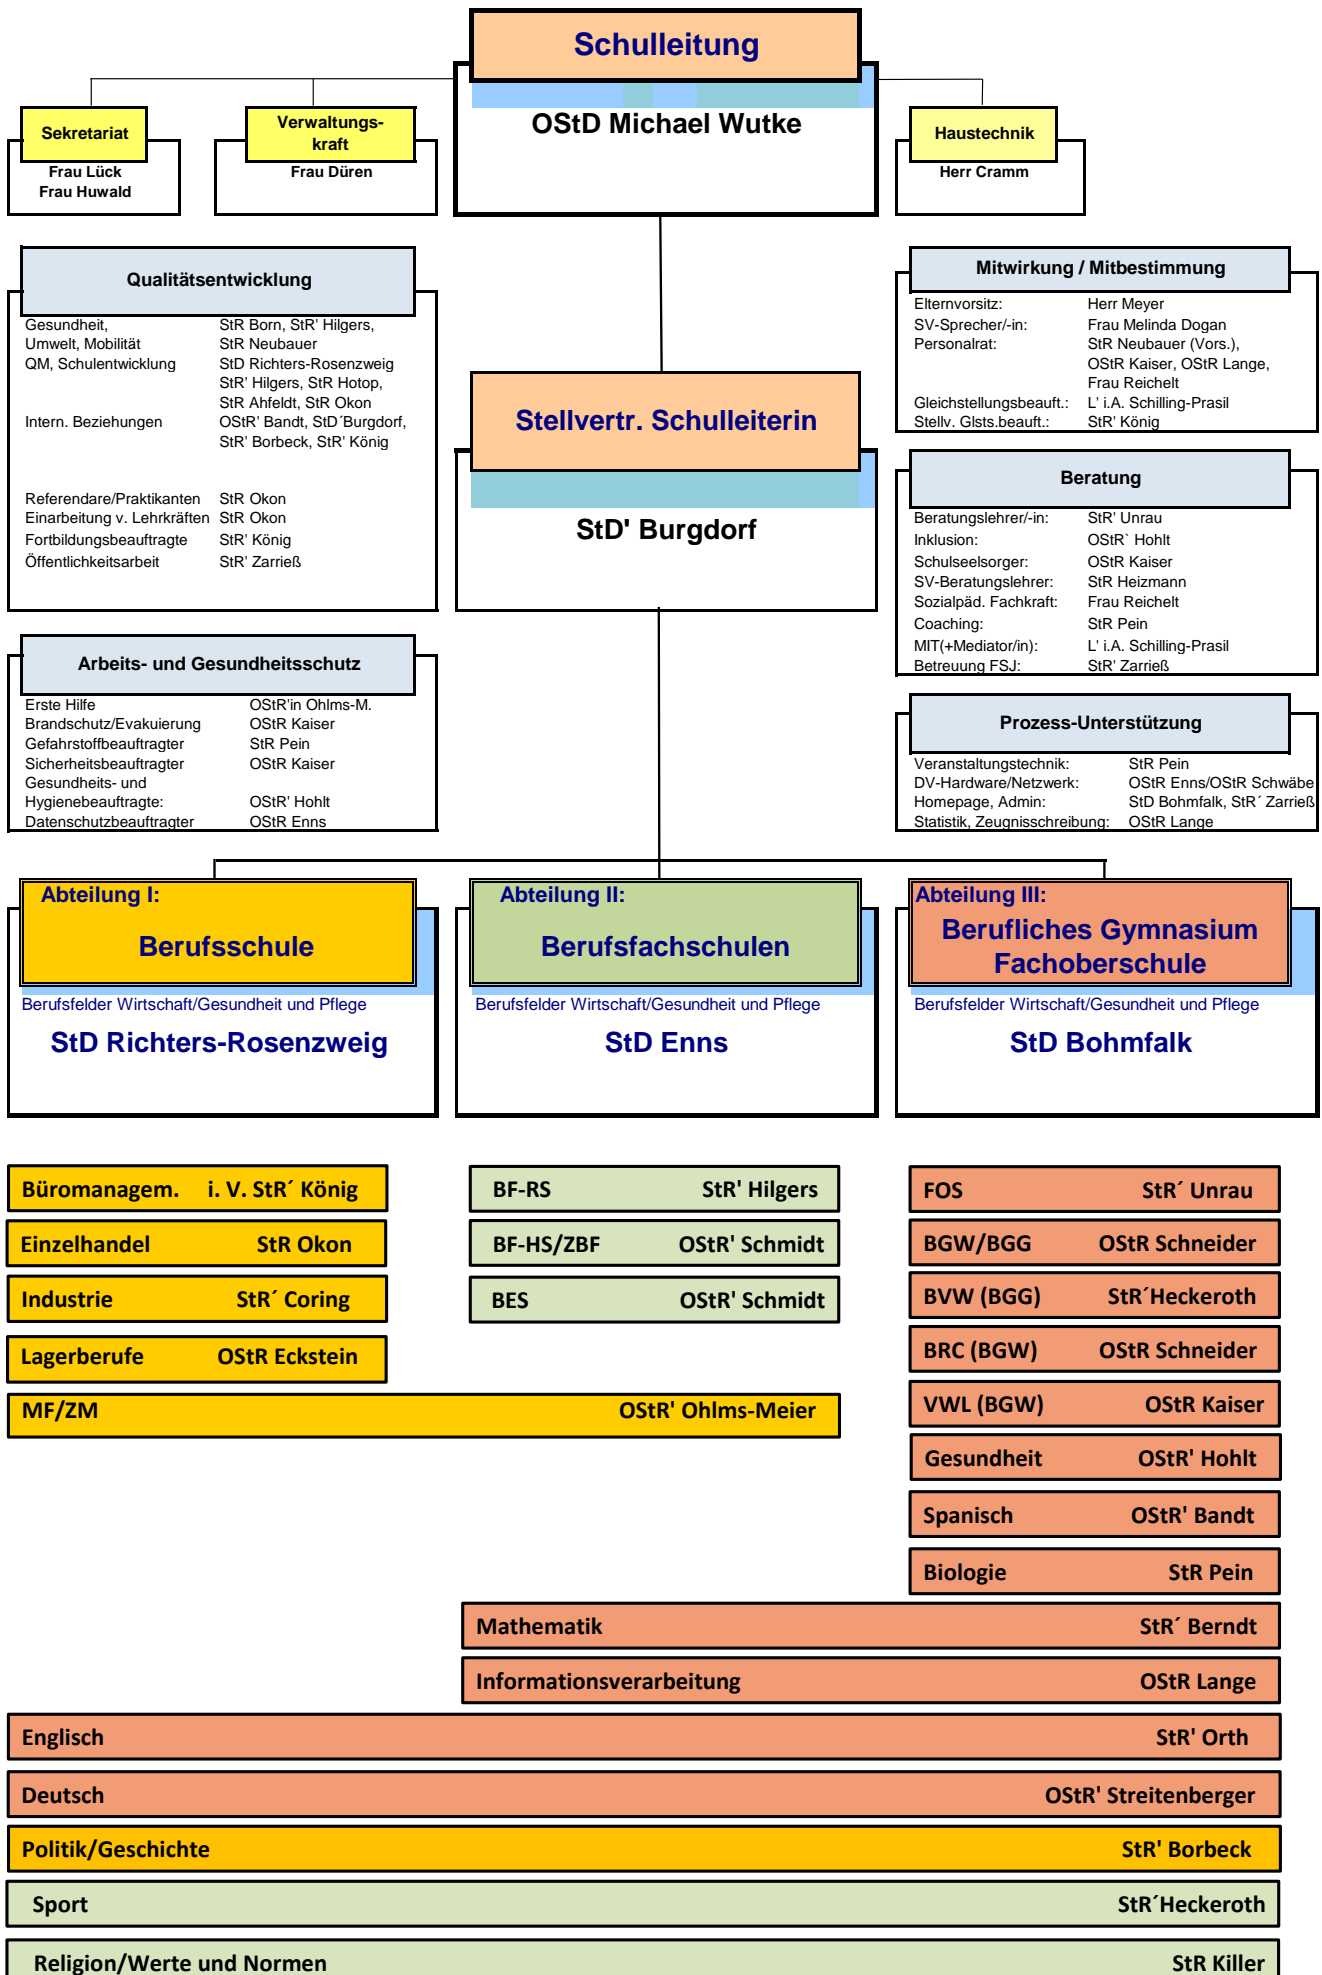 Schulleitung
OStD Michael Wutke
Sekretariat
Frau Lück
Frau Huwald
Verwaltungs-
kraft
Frau Düren
Haustechnik
Herr Cramm
Qualitätsentwicklung
Gesundheit, StR Born, StR' Hilgers,
Umwelt, Mobilität StR Neubauer
QM, Schulentwicklung StD Richters-Rosenzweig
StR' Hilgers, StR Hotop,
StR Ahfeldt, StR Okon
Intern. Beziehungen OStR' Bandt, StD´Burgdorf,
StR' Borbeck, StR' König
Referendare/Praktikanten StR Okon
Einarbeitung v. Lehrkräften StR Okon
Fortbildungsbeauftragte StR' König
Öffentlichkeitsarbeit StR' Zarrieß
Mitwirkung / Mitbestimmung
Elternvorsitz: Herr Meyer
SV-Sprecher/-in: Frau Melinda Dogan
Personalrat: StR Neubauer (Vors.),
OStR Kaiser, OStR Lange,
Frau Reichelt
Gleichstellungsbeauft.: L' i.A. Schilling-Prasil
Stellv. Glsts.beauft.: StR' König
Stellvertr. Schulleiterin
StD' Burgdorf
Beratung
Beratungslehrer/-in: StR' Unrau
Inklusion: OStR` Hohlt
Schulseelsorger: OStR Kaiser
SV-Beratungslehrer: StR Heizmann
Sozialpäd. Fachkraft: Frau Reichelt
Coaching: StR Pein
MIT(+Mediator/in): L' i.A. Schilling-Prasil
Betreuung FSJ: StR' Zarrieß
Arbeits- und Gesundheitsschutz
Erste Hilfe OStR'in Ohlms-M.
Brandschutz/Evakuierung OStR Kaiser
Gefahrstoffbeauftragter StR Pein
Sicherheitsbeauftragter OStR Kaiser
Gesundheits- und
Hygienebeauftragte: OStR' Hohlt
Datenschutzbeauftragter OStR Enns
Prozess-Unterstützung
Veranstaltungstechnik: StR Pein
DV-Hardware/Netzwerk: OStR Enns/OStR Schwäbe
Homepage, Admin: StD Bohmfalk, StR´ Zarrieß
Statistik, Zeugnisschreibung: OStR Lange
Abteilung I:
Berufsschule
Berufsfelder Wirtschaft/Gesundheit und Pflege
StD Richters-Rosenzweig
Abteilung II:
Berufsfachschulen
Berufsfelder Wirtschaft/Gesundheit und Pflege
StD Enns
Abteilung III:
Berufliches Gymnasium
Fachoberschule
Berufsfelder Wirtschaft/Gesundheit und Pflege
StD Bohmfalk
Büromanagem. i. V. StR´ König
Einzelhandel StR Okon
Industrie StR´ Coring
Lagerberufe OStR Eckstein
MF/ZM OStR' Ohlms-Meier
BF-RS StR' Hilgers
BF-HS/ZBF OStR' Schmidt
BES OStR' Schmidt
FOS StR´ Unrau
BGW/BGG OStR Schneider
BVW (BGG) StR´Heckeroth
BRC (BGW) OStR Schneider
VWL (BGW) OStR Kaiser
Gesundheit OStR' Hohlt
Spanisch OStR' Bandt
Biologie StR Pein
Mathematik StR´ Berndt
Informationsverarbeitung OStR Lange
Englisch StR' Orth
Deutsch OStR' Streitenberger
Politik/Geschichte StR' Borbeck
Sport StR´Heckeroth
Religion/Werte und Normen StR Killer